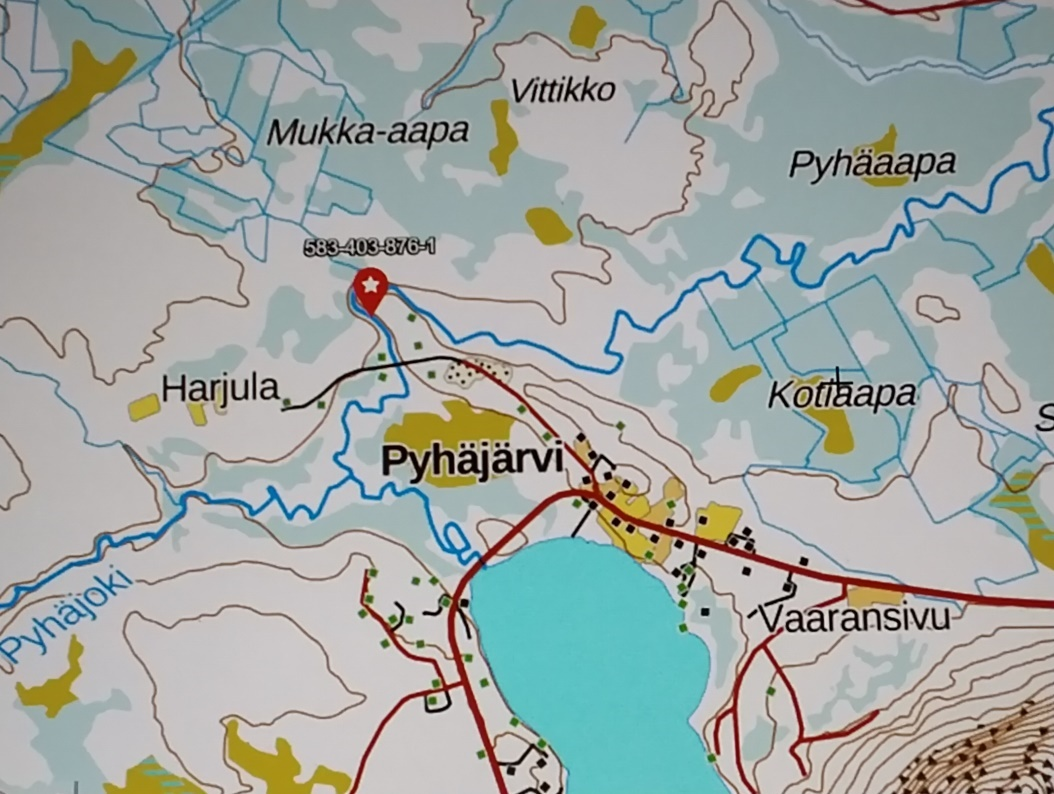 Vittikko
Mukka-aapa
Pyhäaapa
583-403-876-1
Harjula
Kotiaapa
Pyhäjärvi
Pyhäjoki
Vaaransivu
S